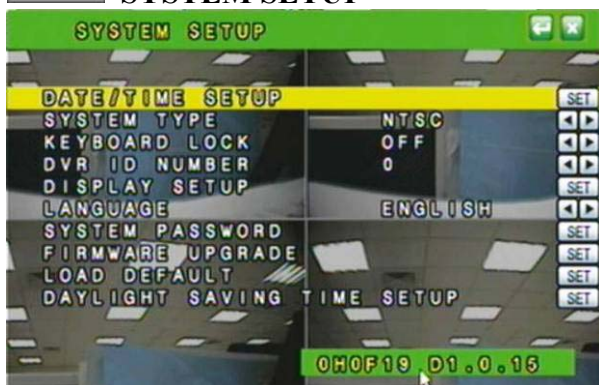 SYSTEM SETUP
SYSTEM SETUP
DATE/TIME SETUP SET
SYSTEM TYPE NTSC
KEYBOARD LOCK OFF
DVR ID NUMBER 0
DISPLAY SETUP SET
LANGUAGE ENGLISH
SYSTEM PASSWORD SET
FIRMWARE UPGRADE SET
LOAD DEFAULT SET
DAYLIGHT SAVING TIME SETUP SET
0H0F19 D1.0.15